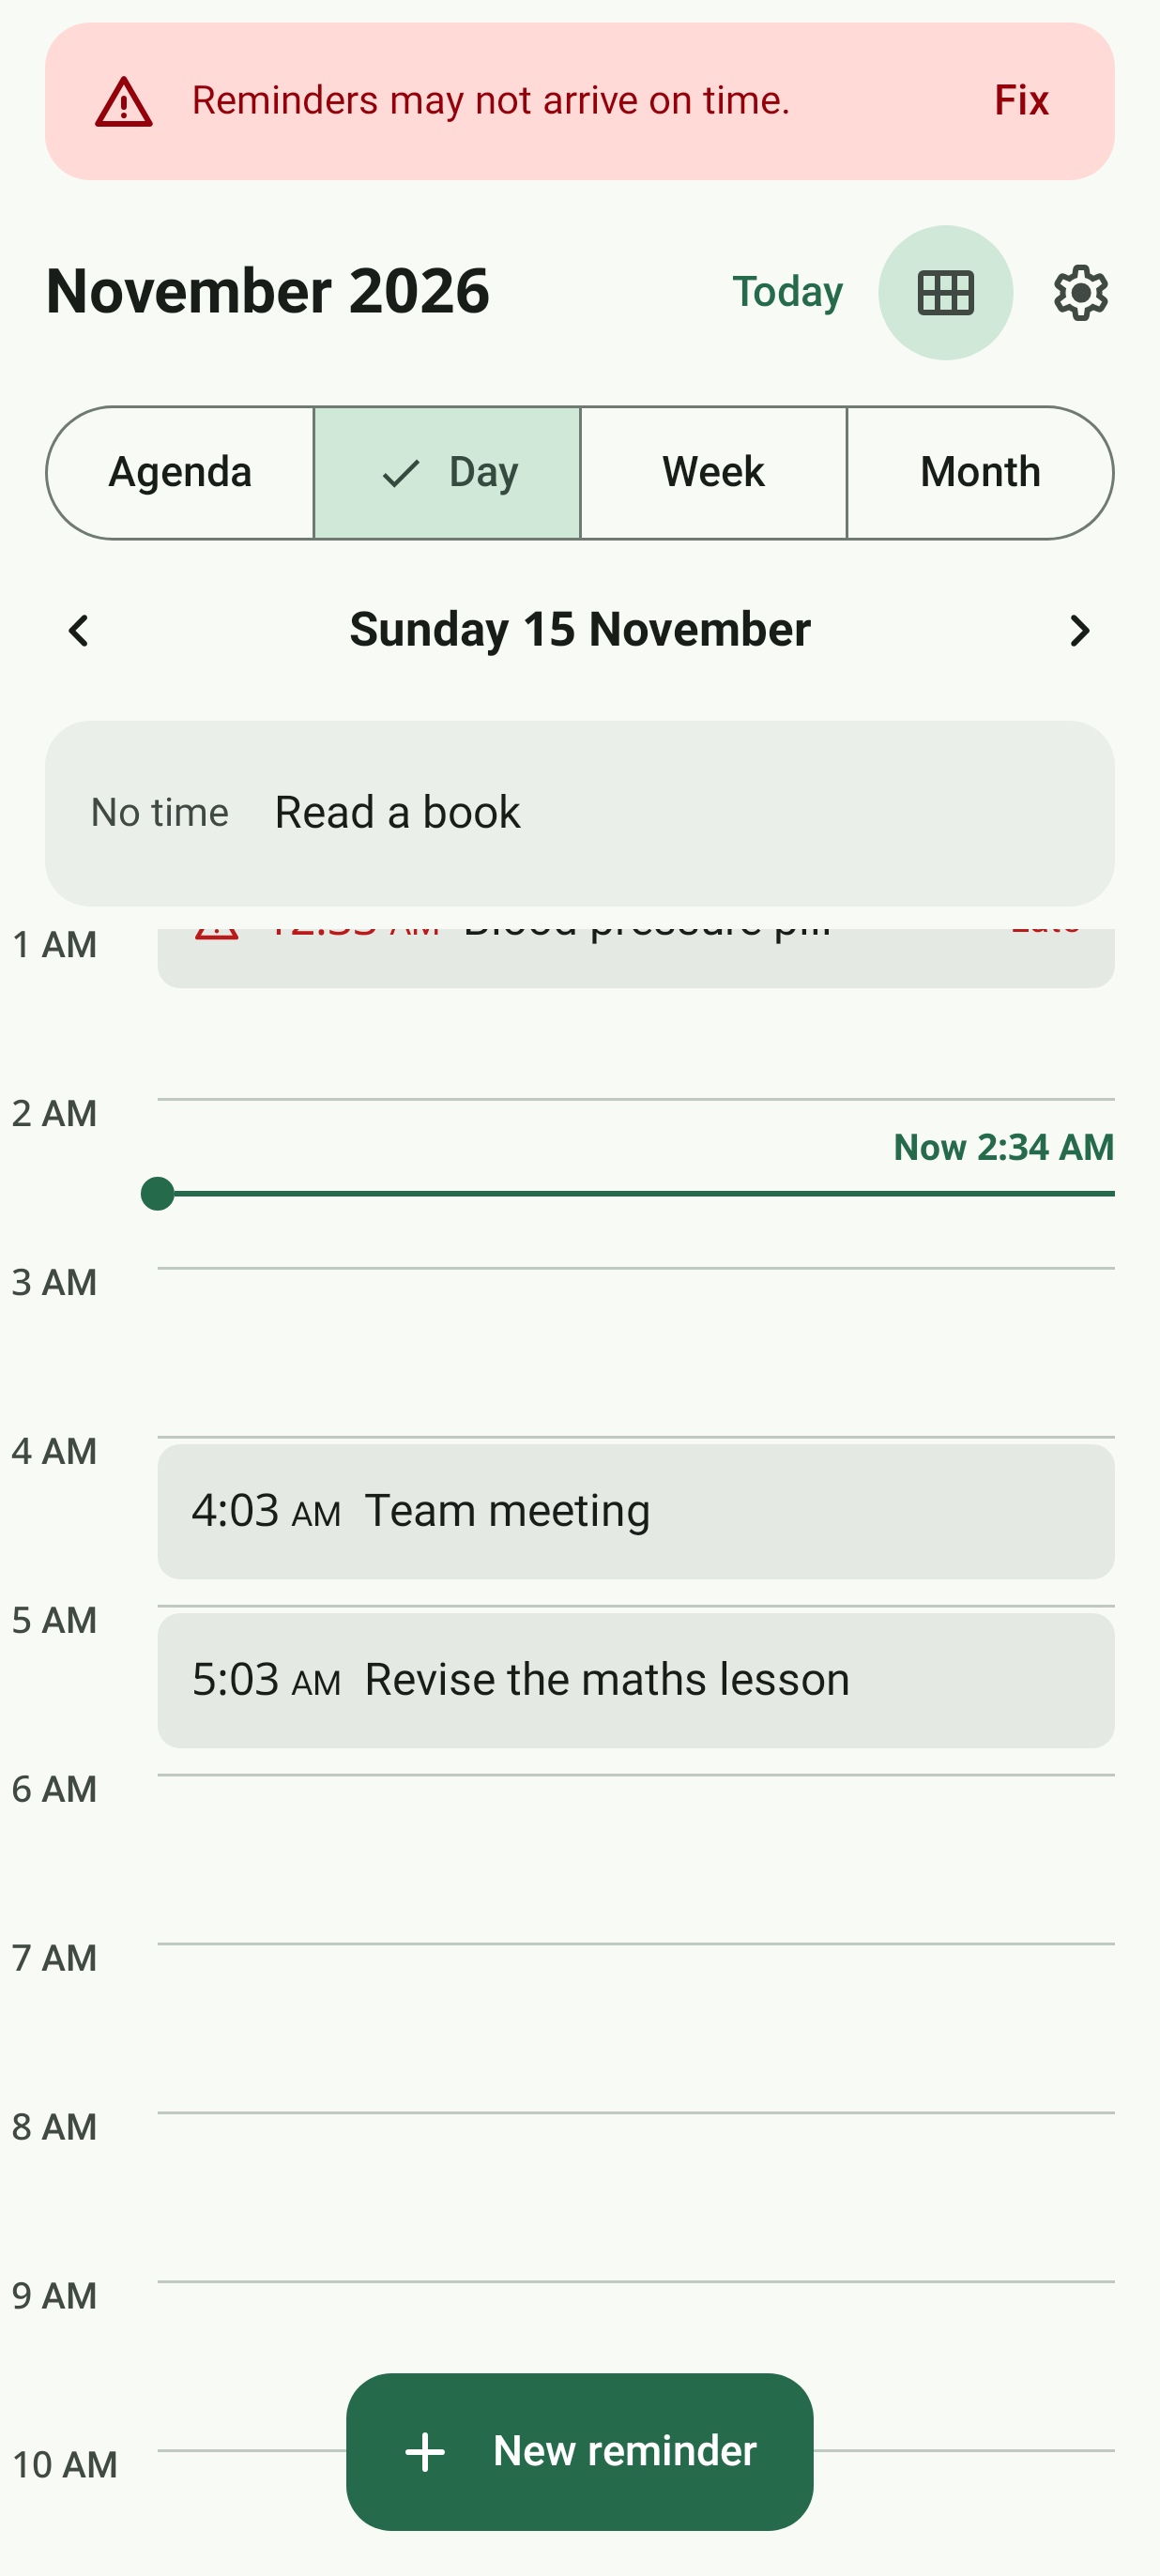 Reminders may not arrive on time. Fix
November 2026 Today
Agenda Day Week Month
Sunday 15 November
No time Read a book
1 AM
Blood pressure pill
2 AM
Now 2:34 AM
3 AM
4 AM
4:03 AM Team meeting
5 AM
5:03 AM Revise the maths lesson
6 AM
7 AM
8 AM
9 AM
New reminder
10 AM